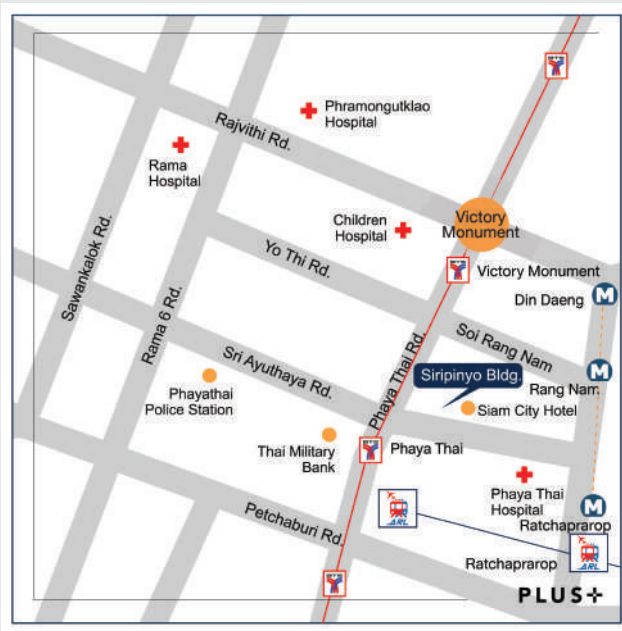 Phramongutklao
Hospital
Rajvithi Rd.
Rama
Hospital
Children
Hospital
Victory
Monument
Sawankalok Rd.
Yo Thi Rd.
Victory Monument
Din Daeng
M
Rama 6 Rd.
Soi Rang Nam
Phaya Thai Rd.
Sri Ayuthaya Rd.
Siripinyo Bldg.
M
Rang Nam
Phayathai
Police Station
Siam City Hotel
Thai Military
Bank
Phaya Thai
Phaya Thai
Hospital
Petchaburi Rd.
ARL
M
Ratchaprarop
Ratchaprarop
ARL
PLUS+